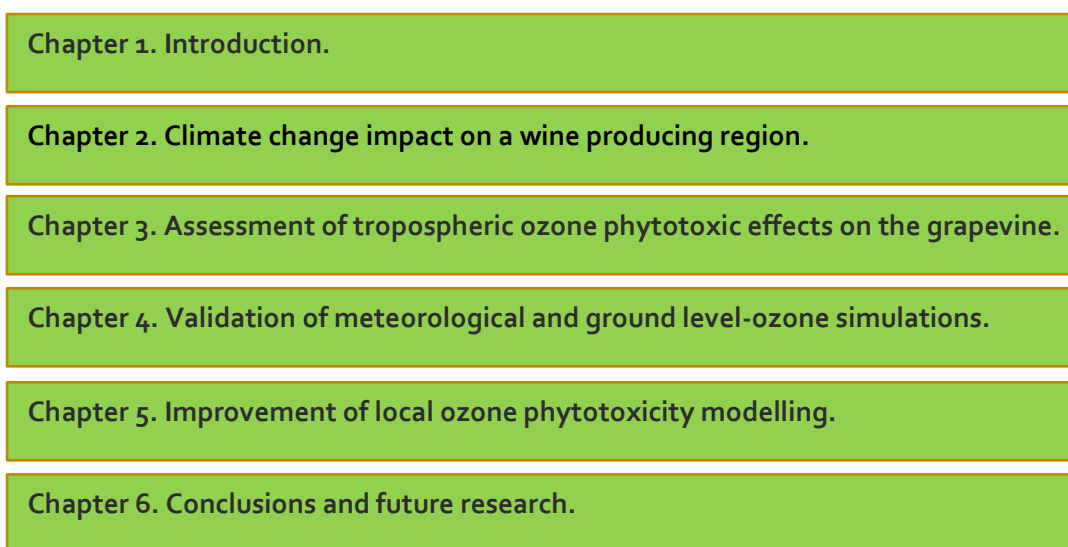 Chapter 1. Introduction.
Chapter 2. Climate change impact on a wine producing region.
Chapter 3. Assessment of tropospheric ozone phytotoxic effects on the grapevine.
Chapter 4. Validation of meteorological and ground level-ozone simulations.
Chapter 5. Improvement of local ozone phytotoxicity modelling.
Chapter 6. Conclusions and future research.